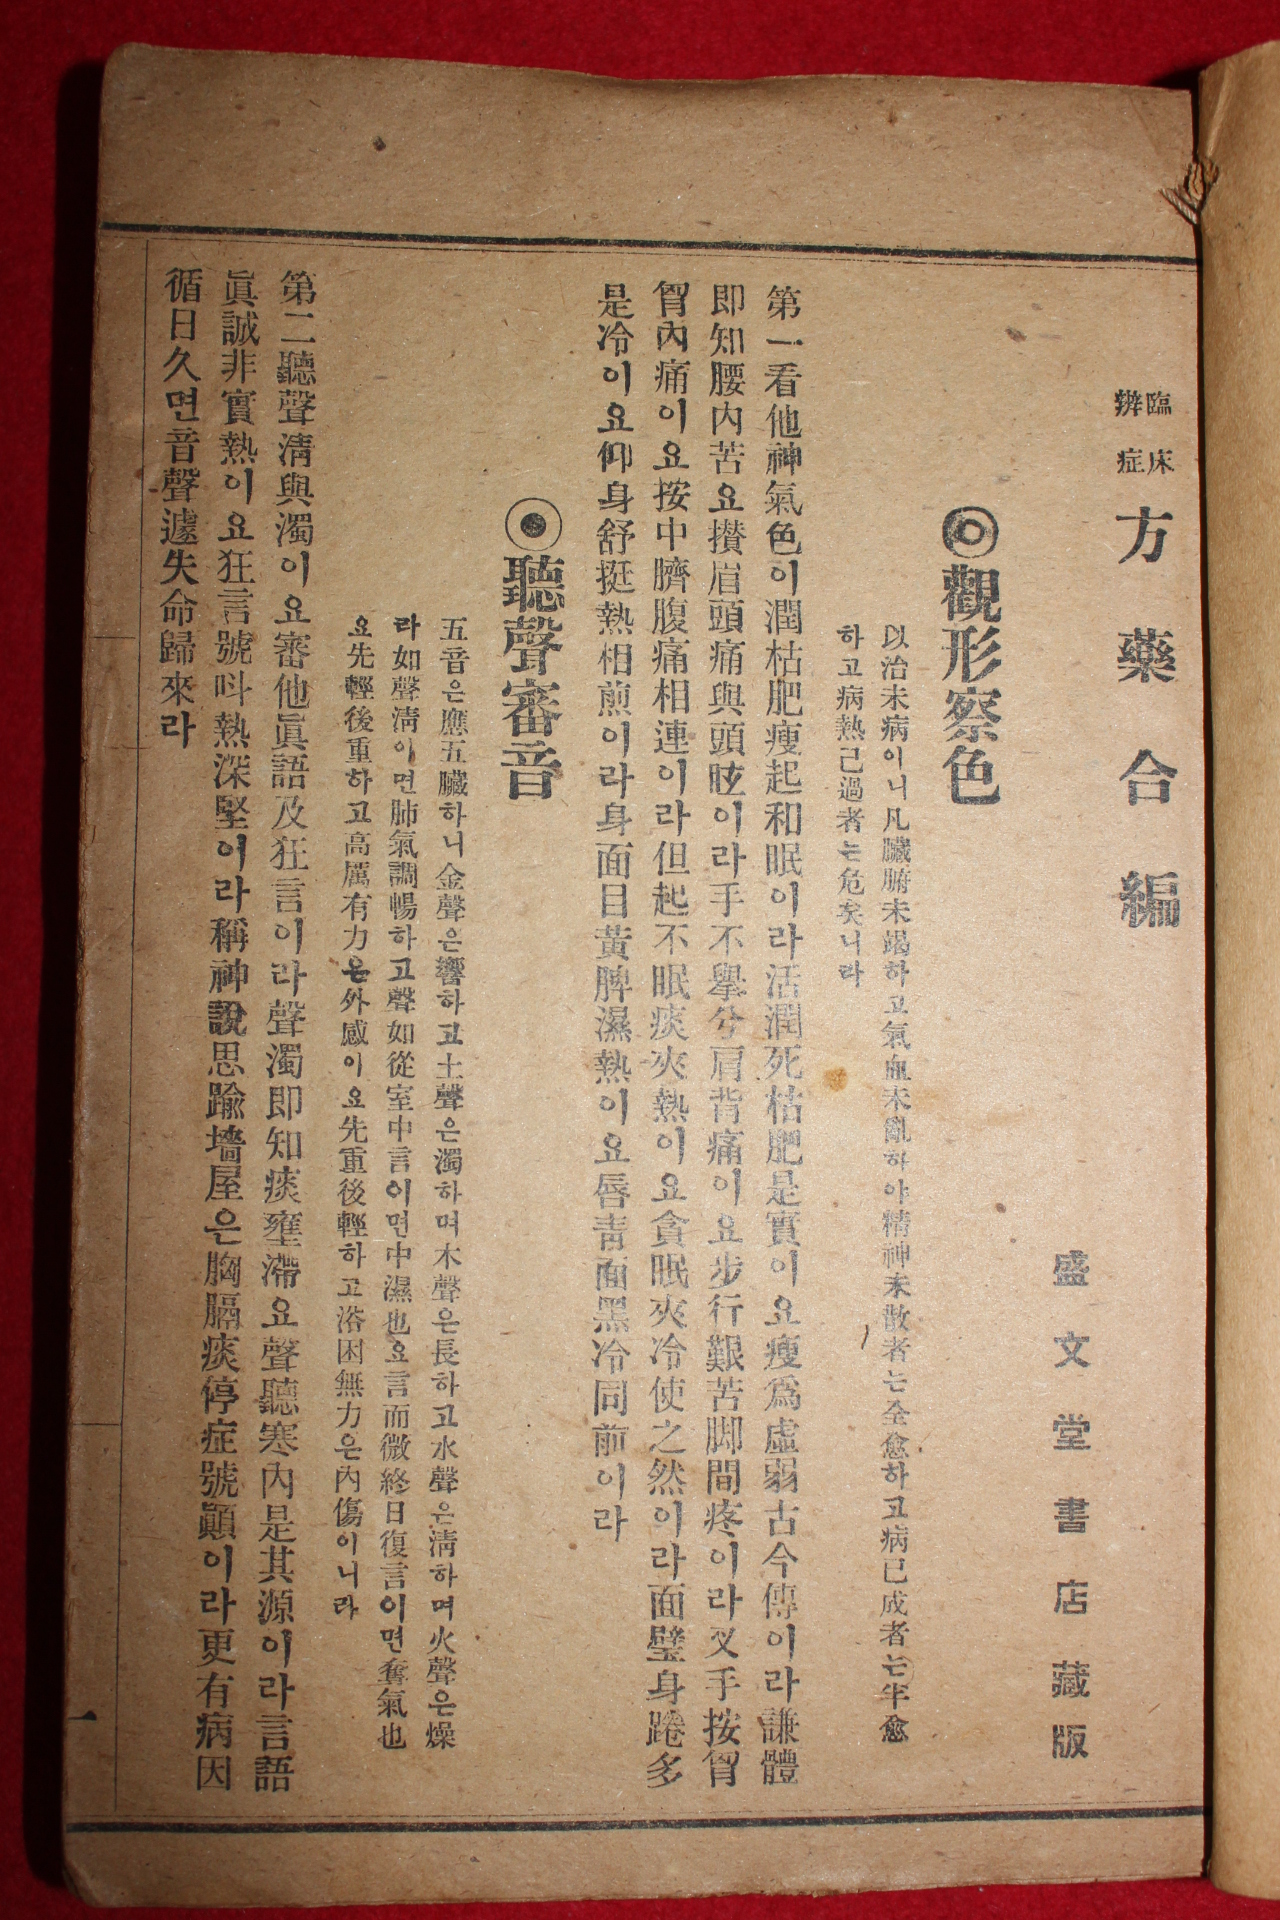 臨床
辨症
方藥合編
盛文堂書店藏版
◎觀形察色
以治未病이니凡臟腑未竭하고氣血未亂하야精神未散者는全愈하고病已成者는半愈
하고病熱已過者는危矣니라
第一看他神氣色이潤枯肥瘦起和眠이라活潤死枯肥是實이요瘦爲虛弱古今傳이라謙體
即知腰內苦요攅眉頭痛與頭眩이라手不擧兮肩背痛이요步行艱苦脚間疼이라叉手按胷
胷內痛이요按中臍腹痛相連이라但起不眠痰夾熱이요貪眠夾冷使之然이라面壁身踡多
是冷이요仰身舒挺熱相煎이라身面目黃脾濕熱이요唇靑面黑冷同前이라
◉聽聲審音
五音은應五臟하니金聲은響하고土聲은濁하며木聲은長하고水聲은淸하며火聲은燥
라如聲淸이면肺氣調暢하고聲如從室中言이면中濕也요言而微終日復言이면奪氣也
요先輕後重하고高厲有力은外感이요先重後輕하고浴困無力은內傷이니라
第二聽聲淸與濁이요審他眞語及狂言이라聲濁即知痰壅滯요聲聽寒內是其源이라言語
眞誠非實熱이요狂言號呌熱深堅이라稱神說思踰墻屋은胸膈痰停症號顚이라更有病因
循日久면音聲遽失命歸來라
一